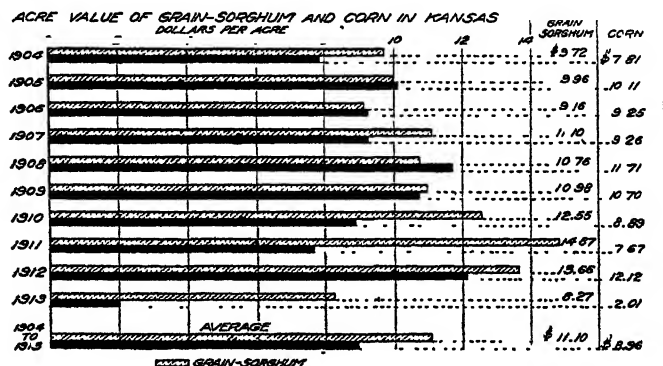 ACRE VALUE OF GRAIN-SORGHUM AND CORN IN KANSAS
DOLLARS PER ACRE
10 12 14
GRAIN SORGHUM CORN
1904 $9.72 $7.81
1905 9.96 10.11
1906 9.16 9.25
1907 11.10 9.26
1908 10.76 11.71
1909 10.98 10.70
1910 12.55 8.89
1911 14.87 7.67
1912 13.66 12.12
1913 8.27 2.01
1904 TO 1913 AVERAGE $11.10 $8.96
GRAIN-SORGHUM